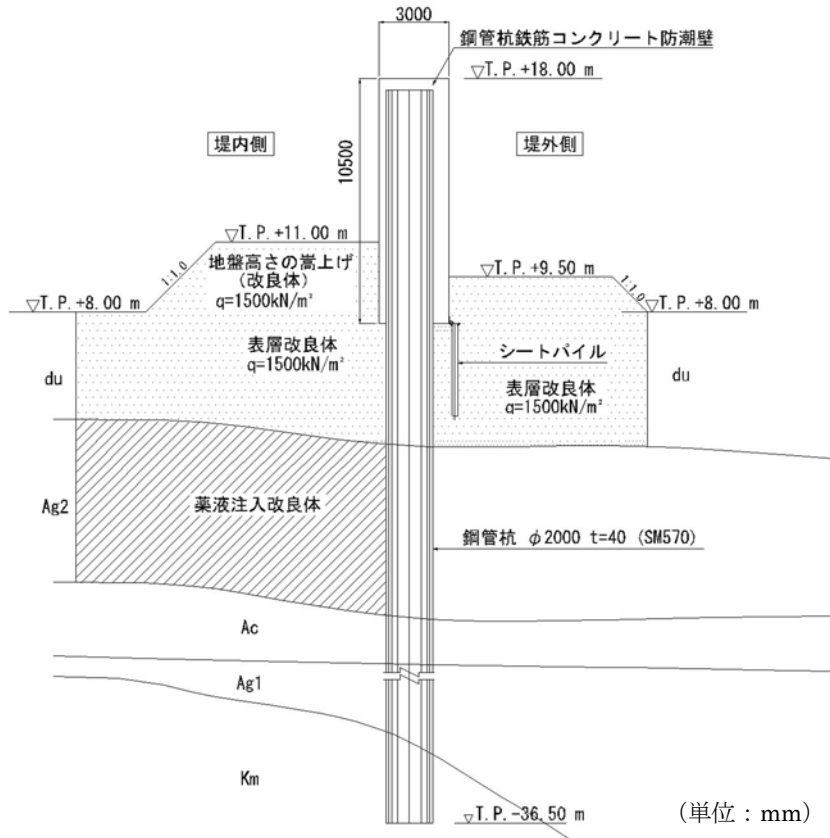 3000
鋼管杭鉄筋コンクリート防潮壁
▽T.P.+18.00 m
堤内側
堤外側
10500
▽T.P.+11.00 m
地盤高さの嵩上げ
(改良体)
q=1500kN/m²
1:1.0
▽T.P.+9.50 m
1:1.0
▽T.P.+8.00 m
▽T.P.+8.00 m
表層改良体
q=1500kN/m²
シートパイル
du
表層改良体
q=1500kN/m²
du
Ag2
薬液注入改良体
鋼管杭 φ2000 t=40 (SM570)
Ac
Ag1
Km
▽T.P.-36.50 m
(単位:mm)